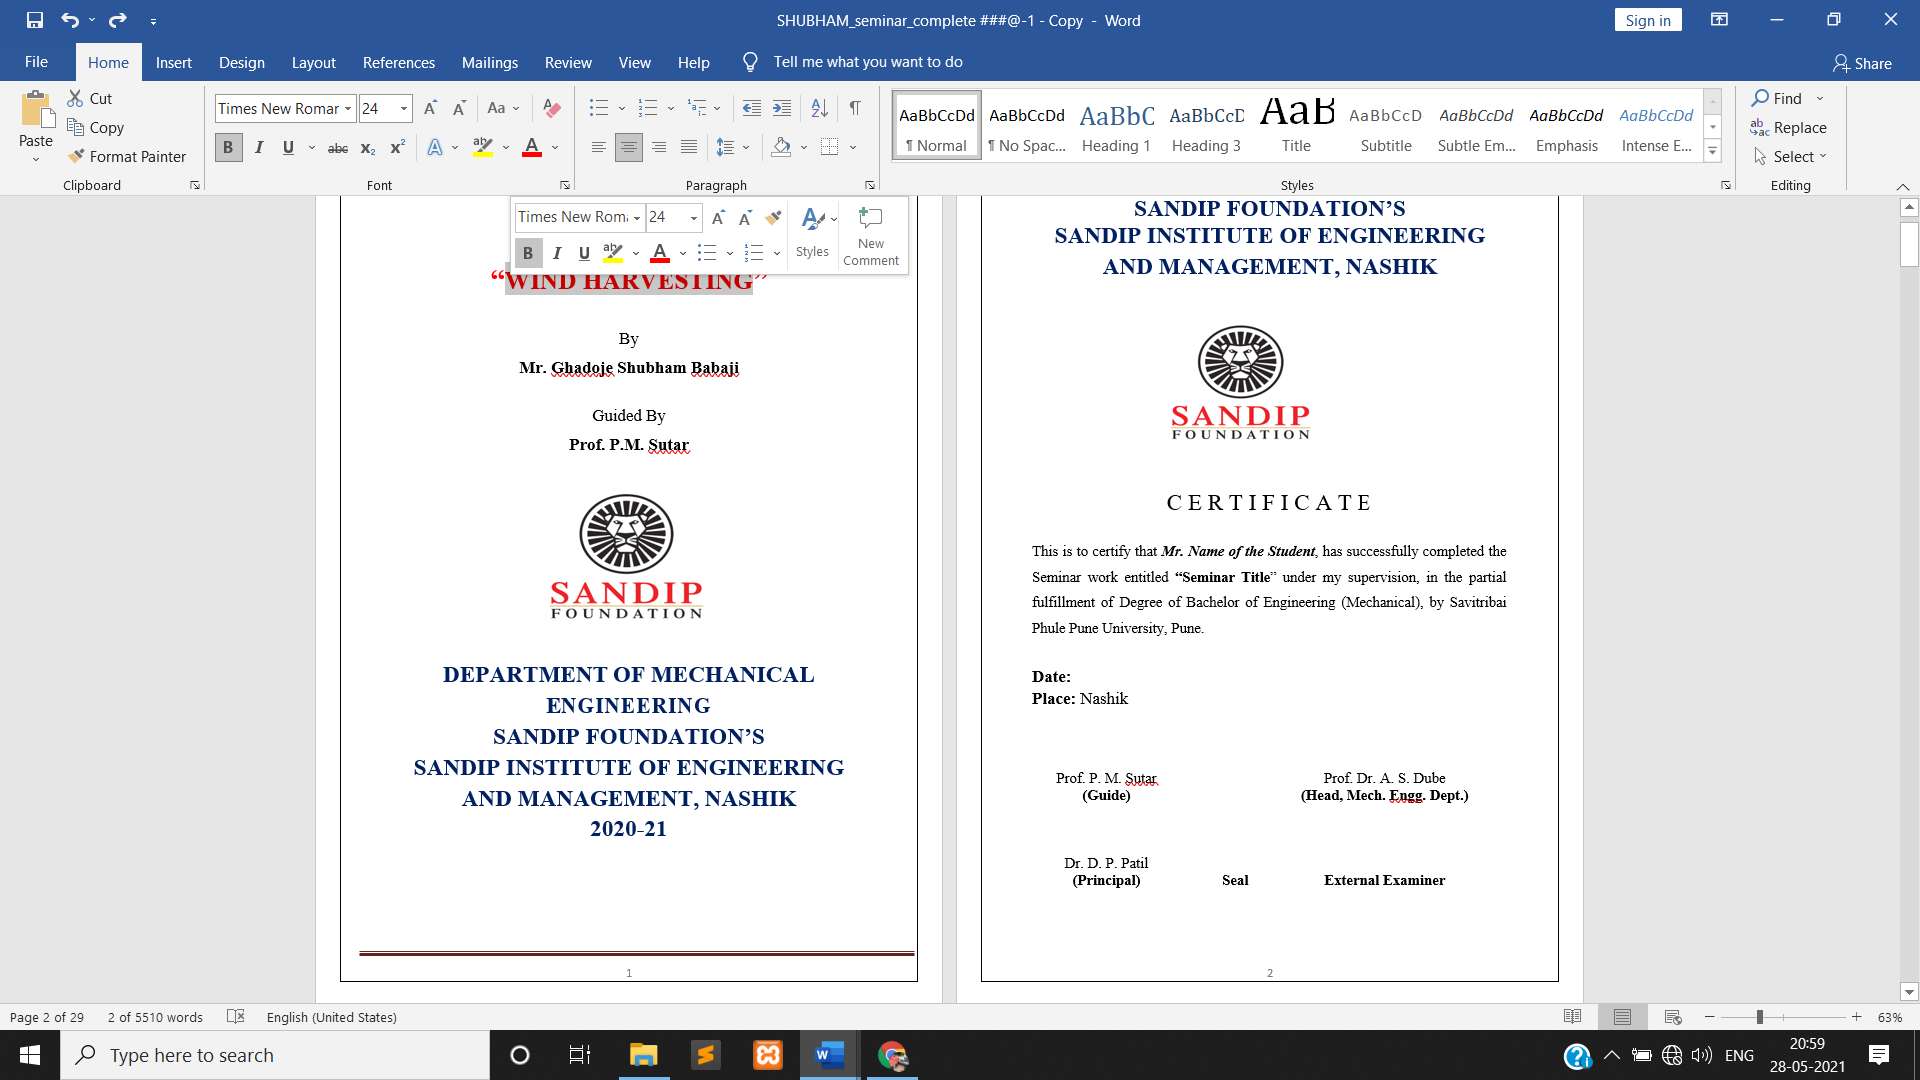 SHUBHAM_seminar_complete ###@-1 - Copy - Word
Sign in
File Home Insert Design Layout References Mailings Review View Help Tell me what you want to do
Share
Paste
Cut
Copy
Format Painter
Clipboard
Times New Roman 24
Aa
B I U abc x₂ x² A ab A
Font
Paragraph
AaBbCcDd AaBbCcDd AaBbC AaBbCcD AaB AaBbCcD AaBbCcDd AaBbCcDd AaBbCcDd
¶ Normal ¶ No Spac... Heading 1 Heading 3 Title Subtitle Subtle Em... Emphasis Intense E...
Styles
Find
Replace
Select
Editing
Times New Roma 24
B I U ab A
Styles
New
Comment
“WIND HARVESTING”
By
Mr. Ghadoje Shubham Babaji
Guided By
Prof. P.M. Sutar
SANDIP
FOUNDATION
DEPARTMENT OF MECHANICAL
ENGINEERING
SANDIP FOUNDATION’S
SANDIP INSTITUTE OF ENGINEERING
AND MANAGEMENT, NASHIK
2020-21
1
SANDIP FOUNDATION’S
SANDIP INSTITUTE OF ENGINEERING
AND MANAGEMENT, NASHIK
SANDIP
FOUNDATION
C E R T I F I C A T E
This is to certify that Mr. Name of the Student, has successfully completed the
Seminar work entitled “Seminar Title” under my supervision, in the partial
fulfillment of Degree of Bachelor of Engineering (Mechanical), by Savitribai
Phule Pune University, Pune.
Date:
Place: Nashik
Prof. P. M. Sutar Prof. Dr. A. S. Dube
(Guide) (Head, Mech. Engg. Dept.)
Dr. D. P. Patil
(Principal) Seal External Examiner
2
Page 2 of 29 2 of 5510 words English (United States)
63%
Type here to search
ENG
20:59
28-05-2021